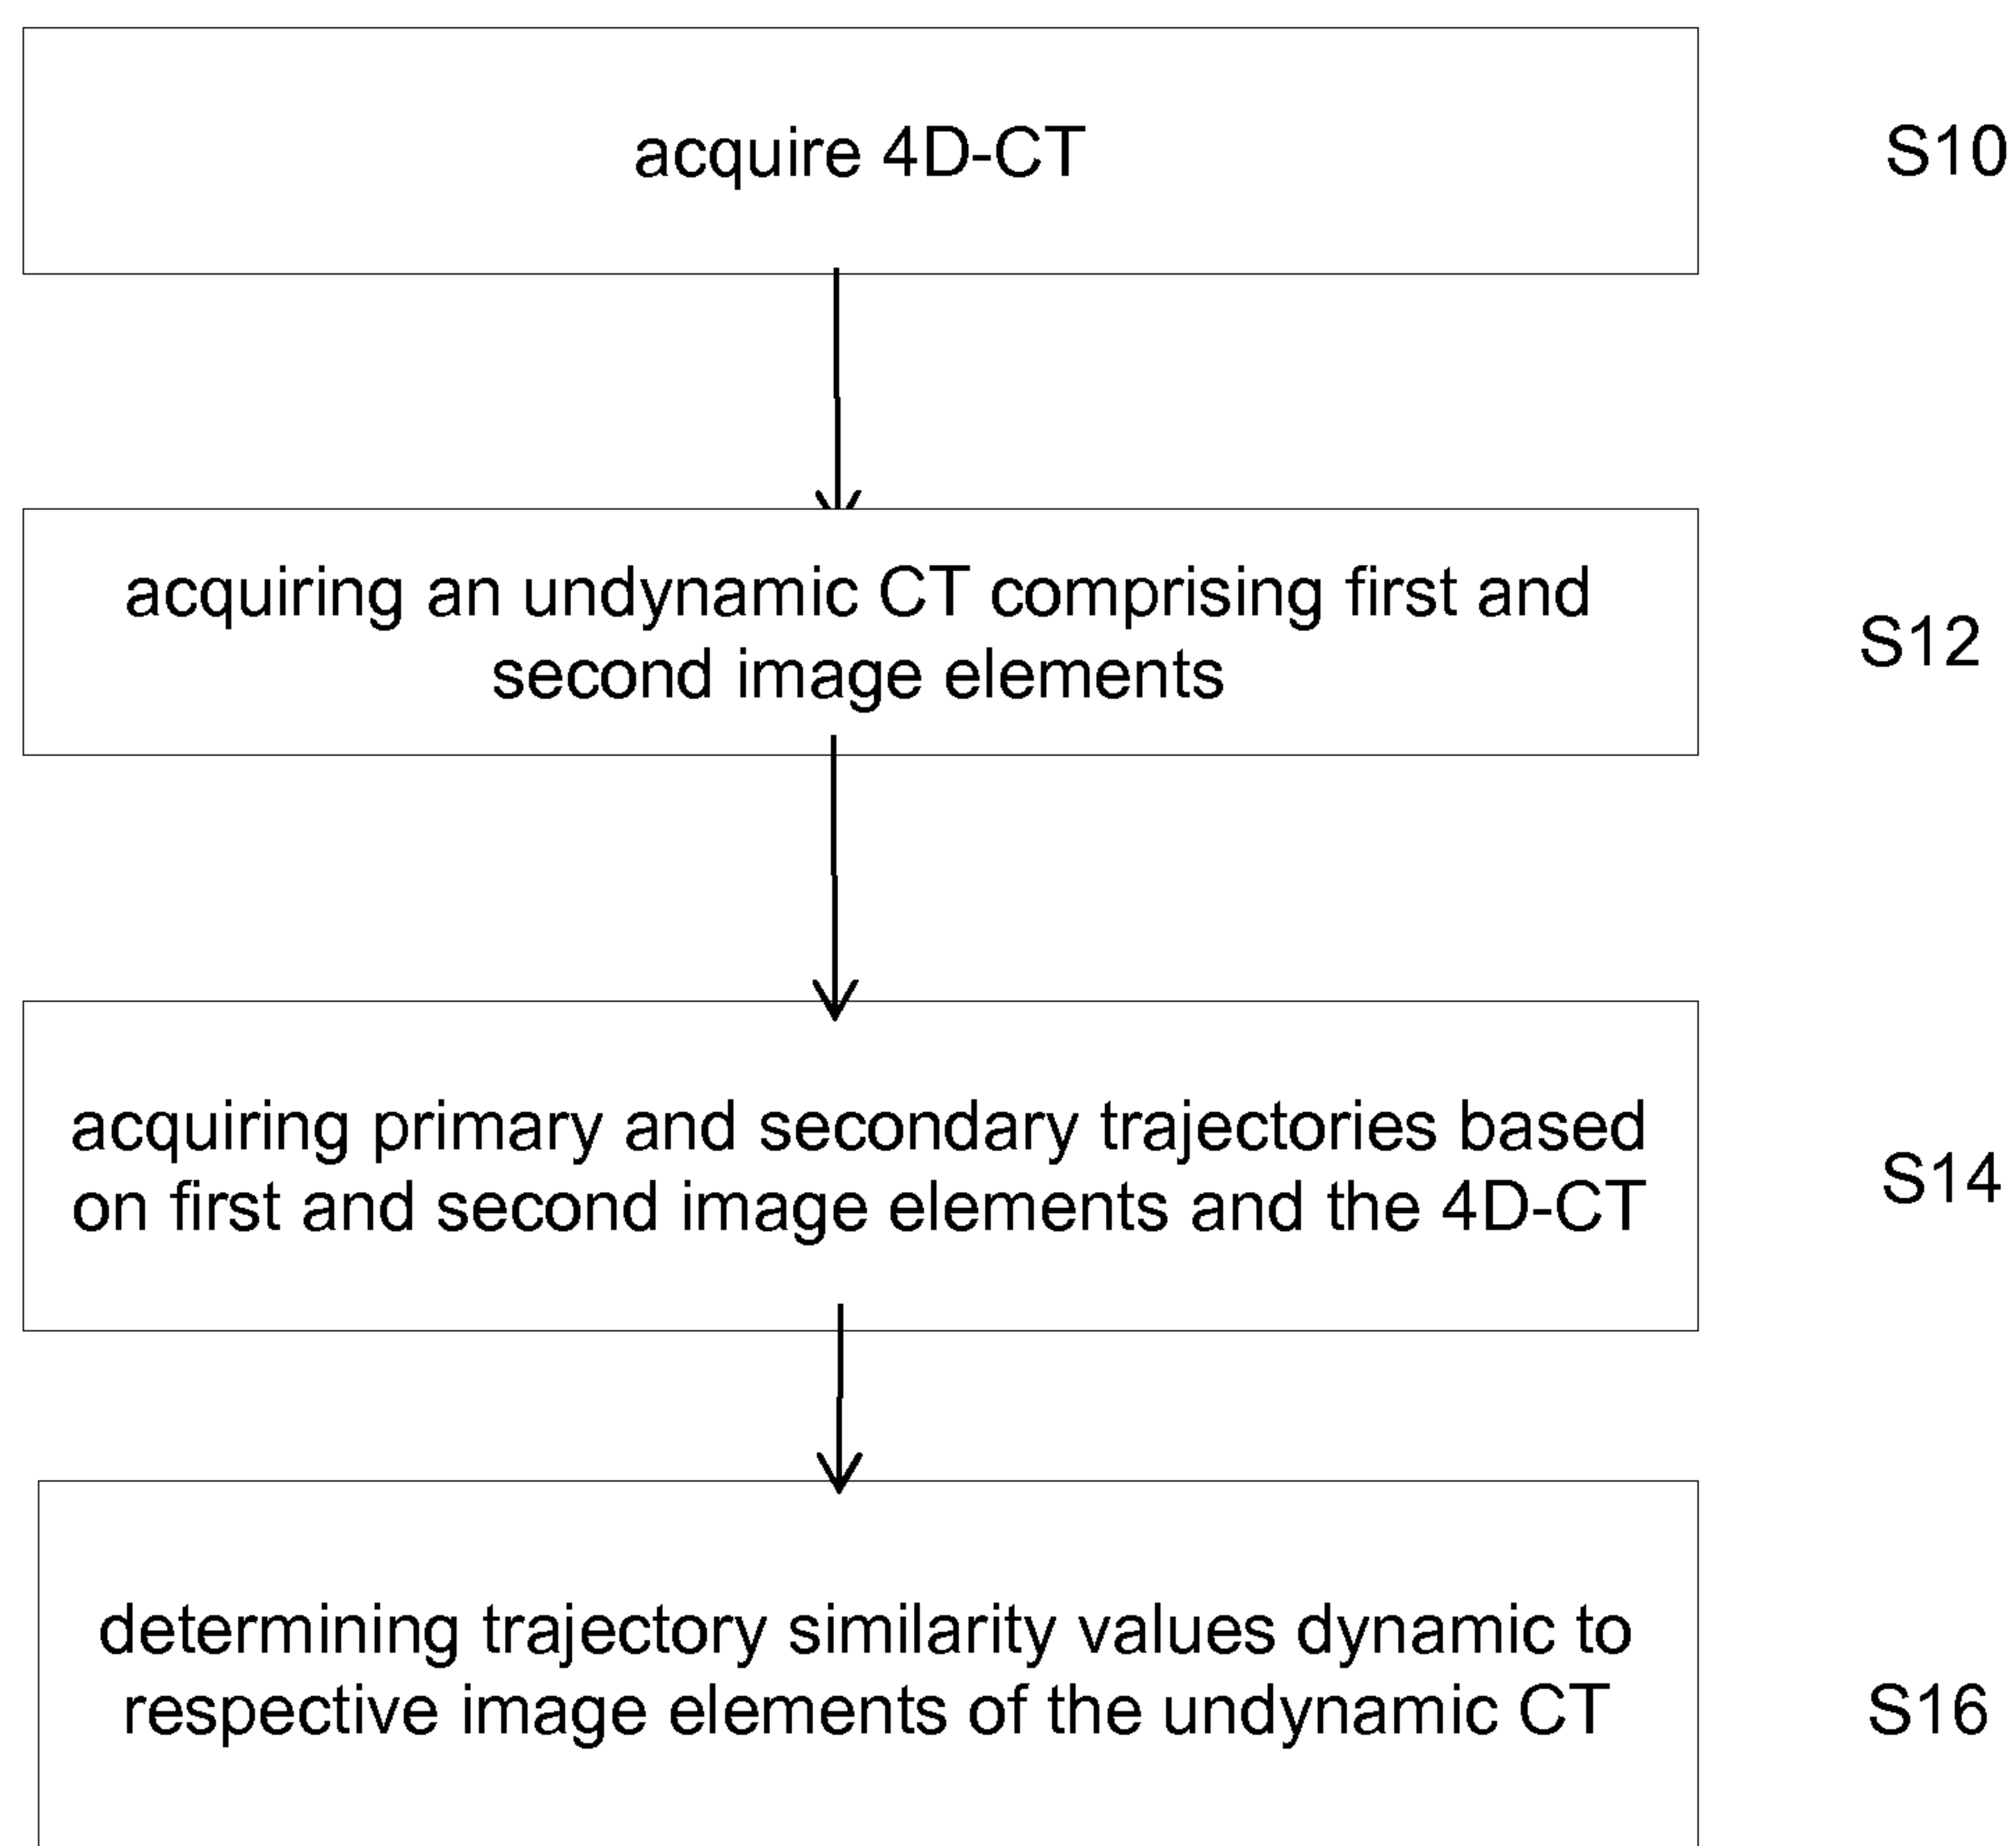 acquire 4D-CT
S10
acquiring an undynamic CT comprising first and
second image elements
S12
acquiring primary and secondary trajectories based
on first and second image elements and the 4D-CT
S14
determining trajectory similarity values dynamic to
respective image elements of the undynamic CT
S16